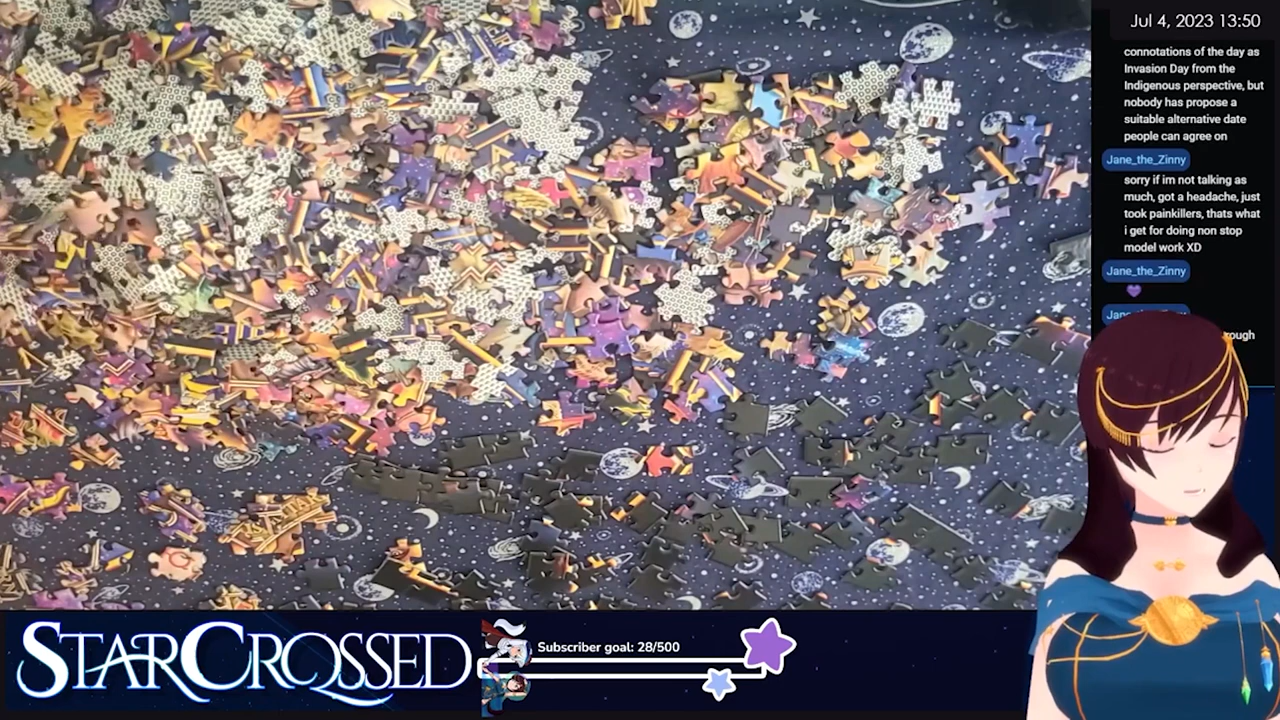 Jul 4, 2023 13:50
connotations of the day as
Invasion Day from the
Indigenous perspective, but
nobody has propose a
suitable alternative date
people can agree on
Jane_the_Zinny
sorry if im not talking as
much, got a headache, just
took painkillers, thats what
i get for doing non stop
model work XD
Jane_the_Zinny
STARCROSSED
Subscriber goal: 28/500